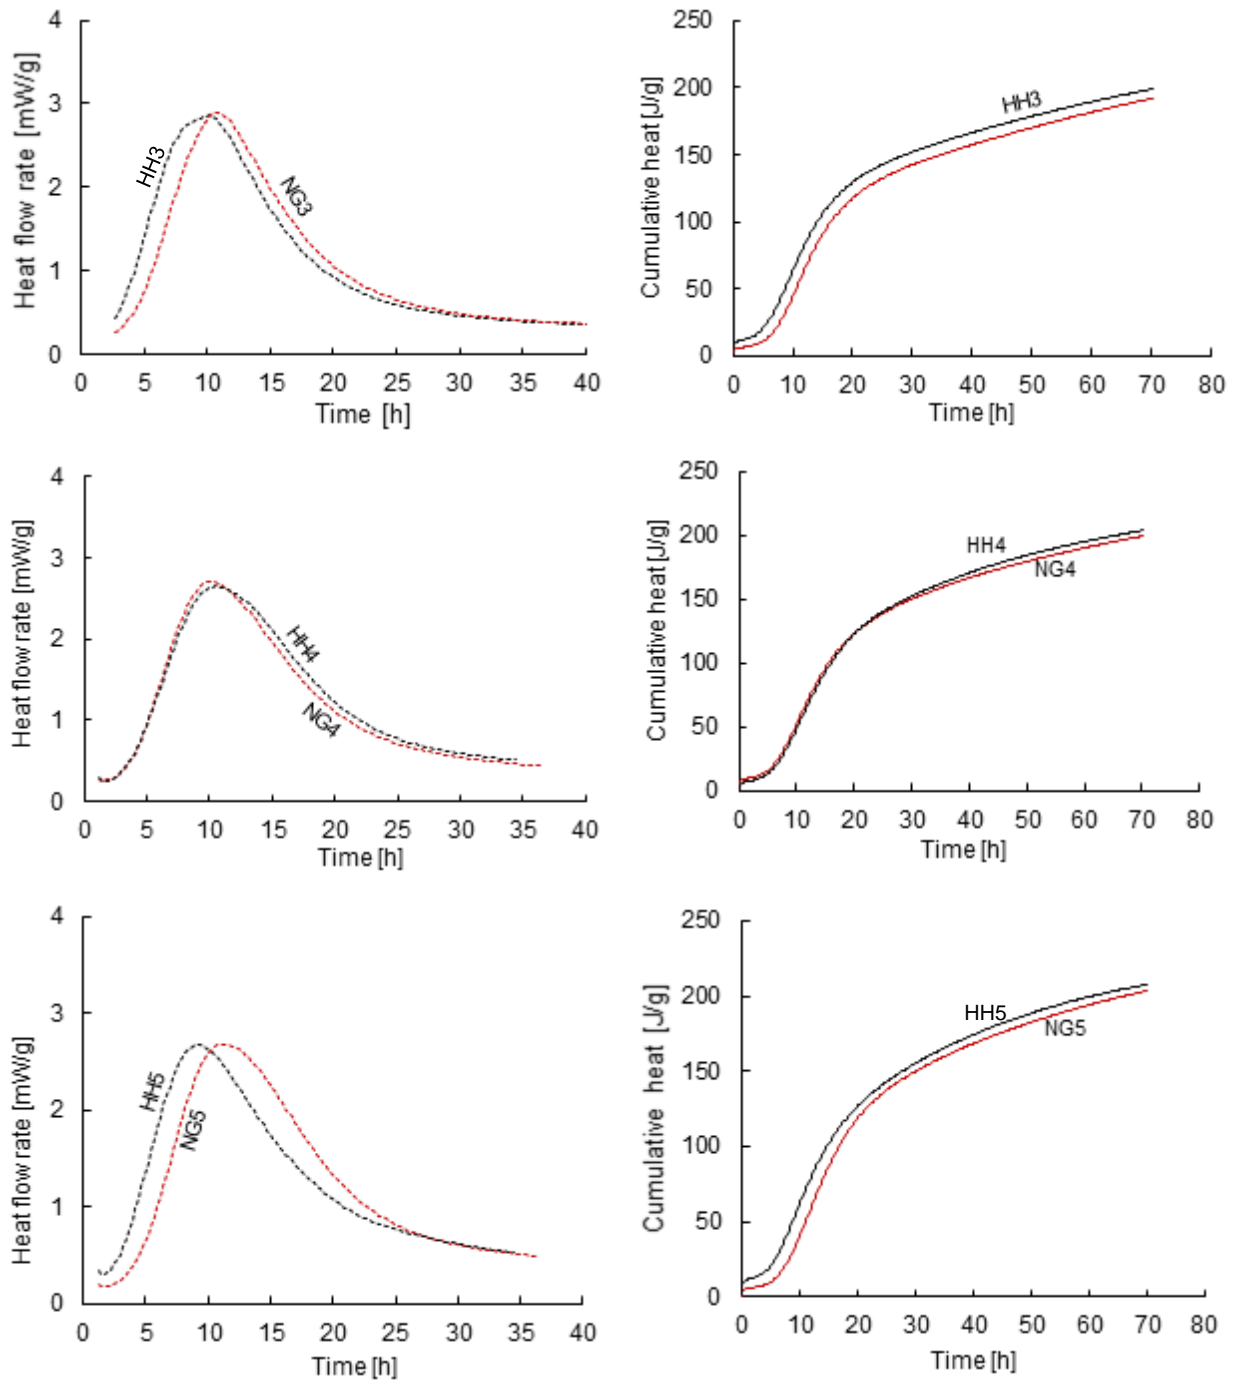 Heat flow rate [mW/g]
4
3
2
1
0
HH3
NG3
0 5 10 15 20 25 30 35 40
Time [h]
Cumulative heat [J/g]
250
200
150
100
50
0
HH3
0 10 20 30 40 50 60 70 80
Time [h]
Heat flow rate [mW/g]
4
3
2
1
0
HH4
NG4
0 5 10 15 20 25 30 35 40
Time [h]
Cumulative heat [J/g]
250
200
150
100
50
0
HH4
NG4
0 10 20 30 40 50 60 70 80
Time [h]
Heat flow rate [mW/g]
4
3
2
1
0
HH5
NG5
0 5 10 15 20 25 30 35 40
Time [h]
Cumulative heat [J/g]
250
200
150
100
50
0
HH5
NG5
0 10 20 30 40 50 60 70 80
Time [h]